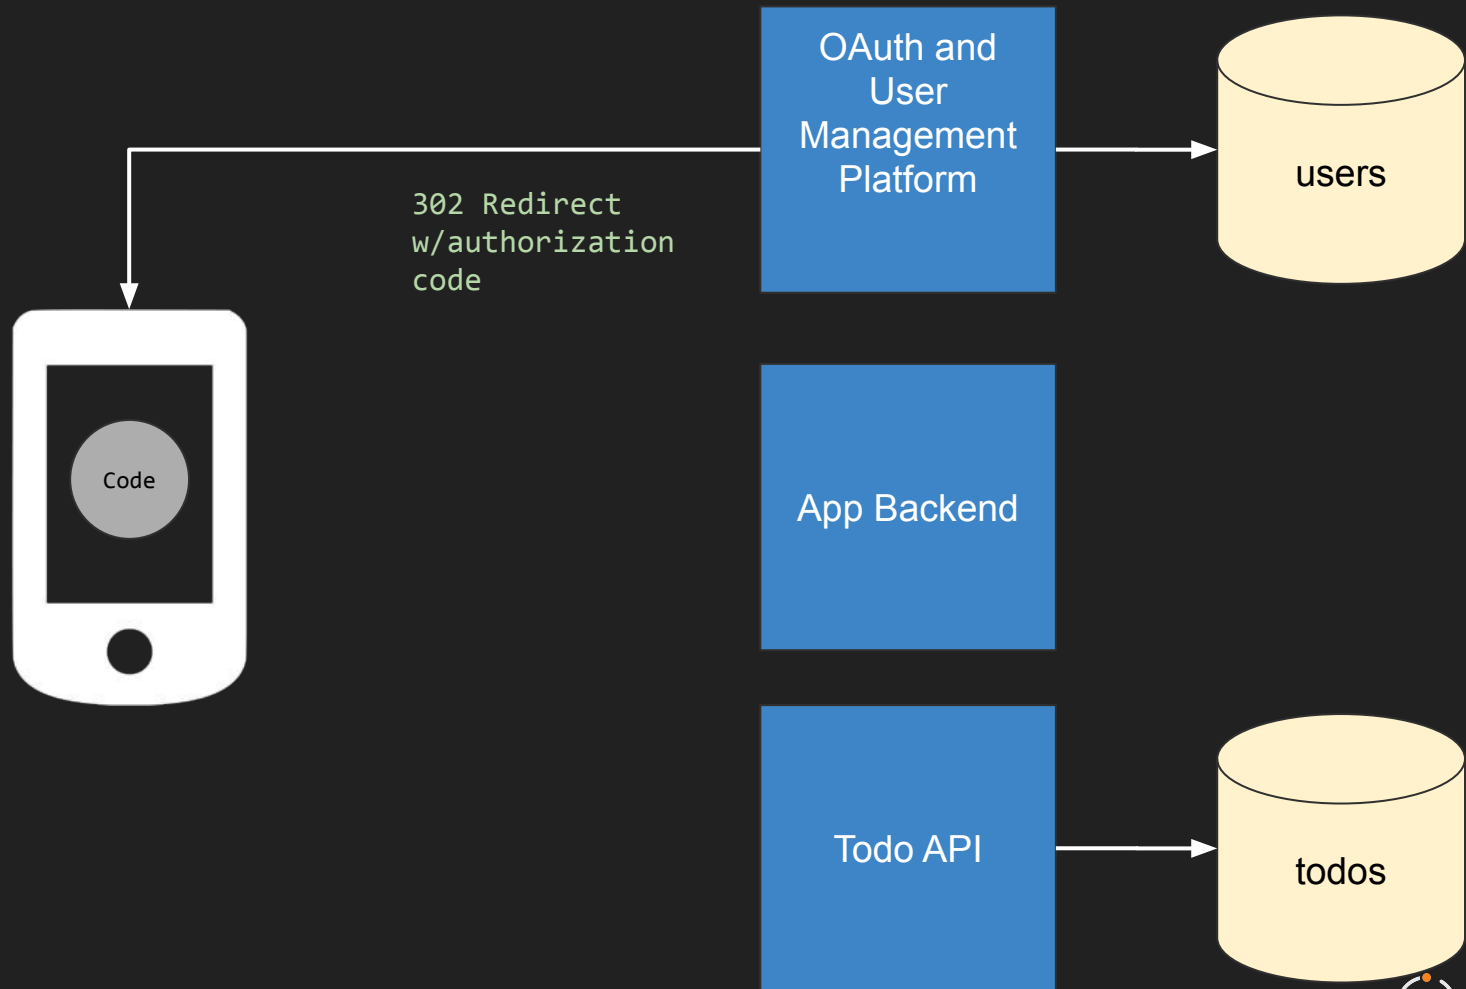 OAuth and
User
Management
Platform
users
302 Redirect
w/authorization
code
Code
App Backend
Todo API
todos